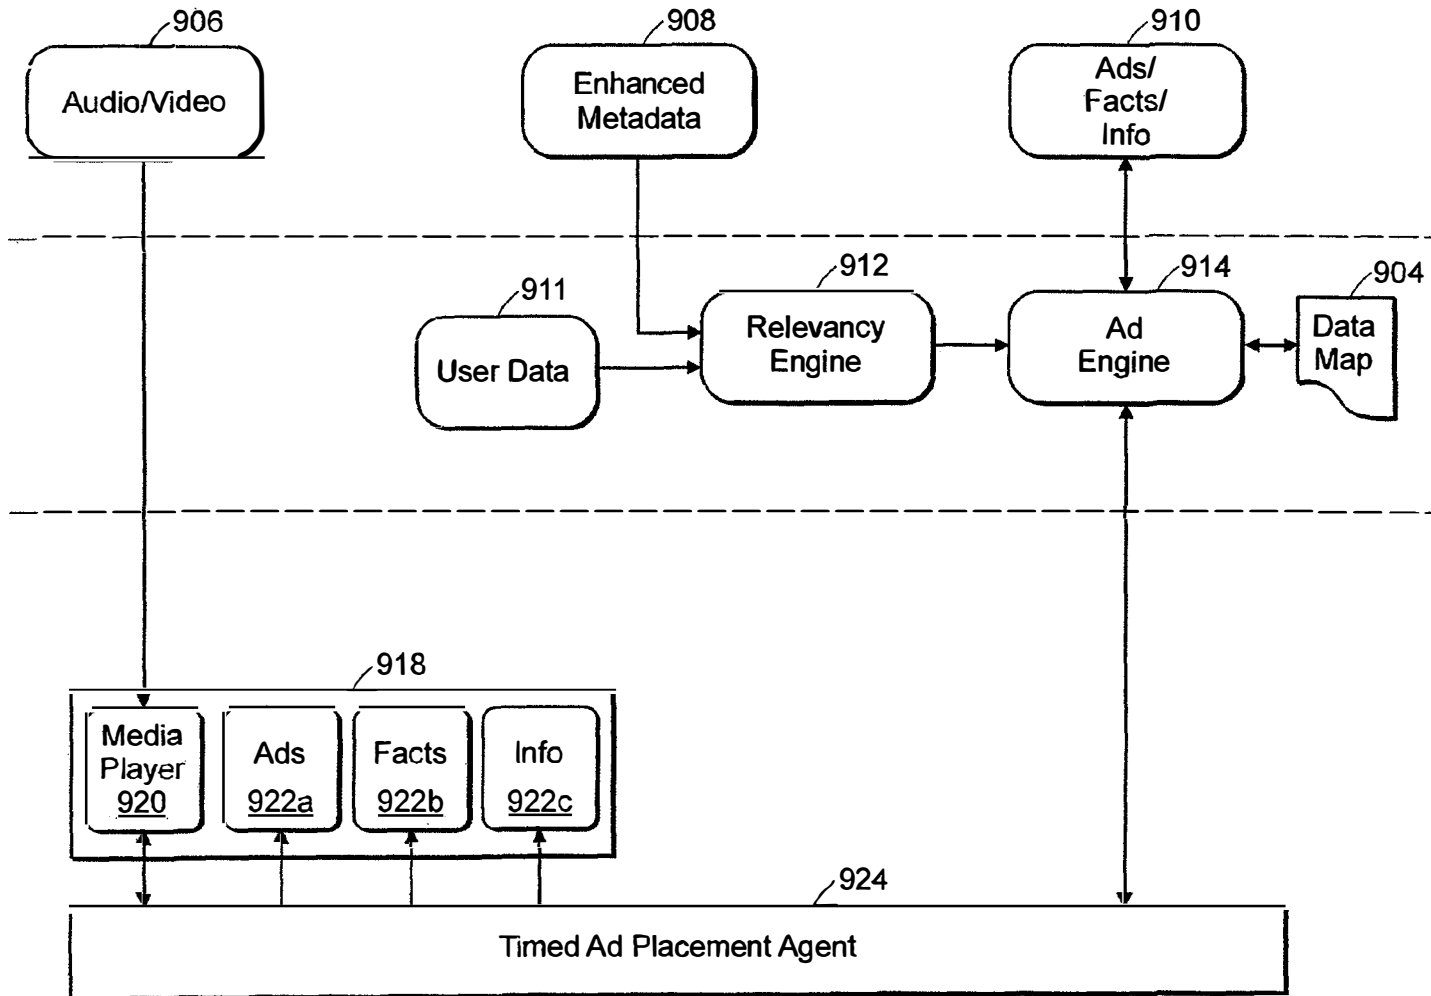 906
908
910
Audio/Video
Enhanced
Metadata
Ads/
Facts/
Info
911
912
914
904
User Data
Relevancy
Engine
Ad
Engine
Data
Map
918
Media
Player
920
Ads
922a
Facts
922b
Info
922c
924
Timed Ad Placement Agent